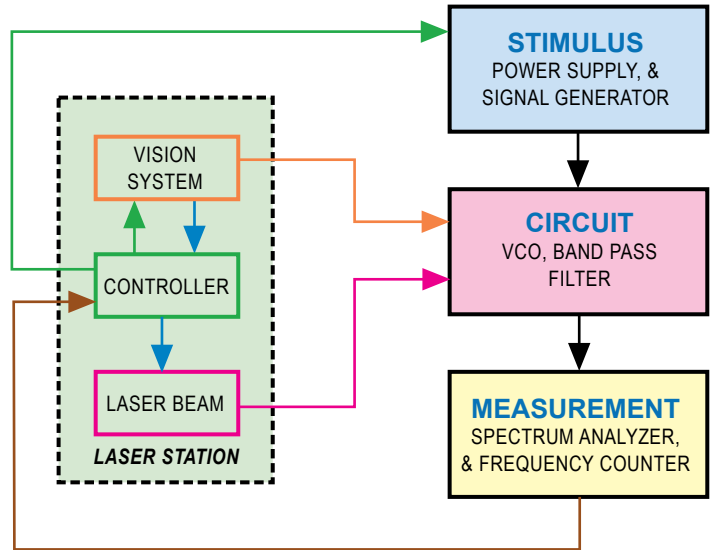 STIMULUS
POWER SUPPLY, &
SIGNAL GENERATOR
VISION
SYSTEM
CONTROLLER
LASER BEAM
LASER STATION
CIRCUIT
VCO, BAND PASS
FILTER
MEASUREMENT
SPECTRUM ANALYZER,
& FREQUENCY COUNTER